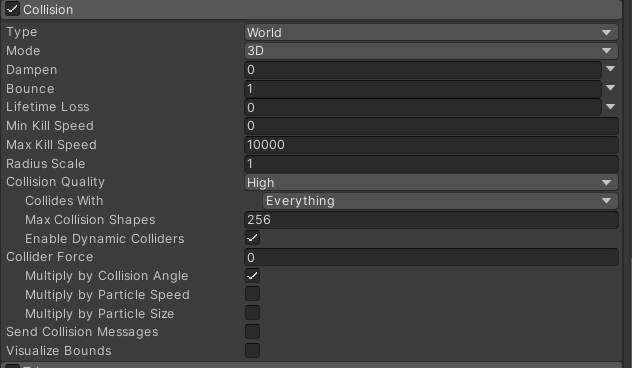 Collision
Type World
Mode 3D
Dampen 0
Bounce 1
Lifetime Loss 0
Min Kill Speed 0
Max Kill Speed 10000
Radius Scale 1
Collision Quality High
Collides With Everything
Max Collision Shapes 256
Enable Dynamic Colliders
Collider Force 0
Multiply by Collision Angle
Multiply by Particle Speed
Multiply by Particle Size
Send Collision Messages
Visualize Bounds